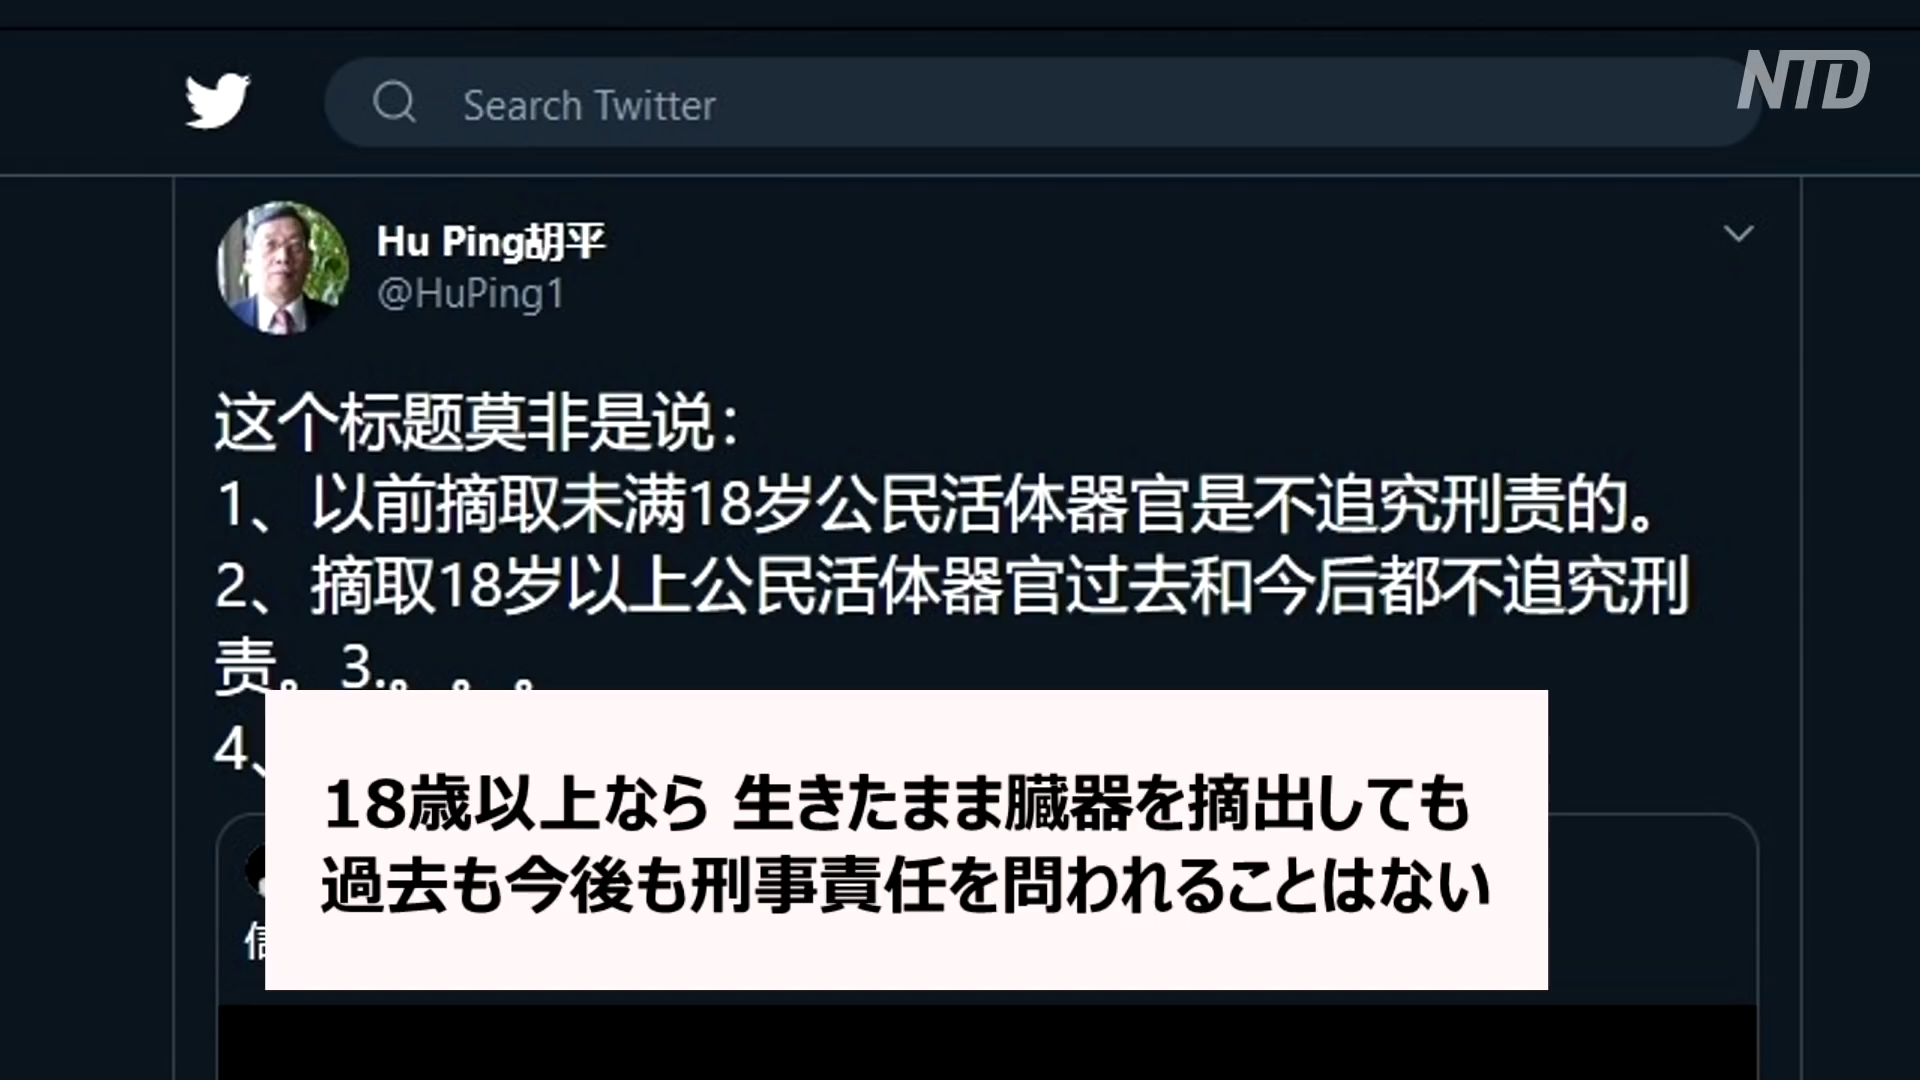 Search Twitter
NTD
Hu Ping胡平
@HuPing1
这个标题莫非是说：
1、以前摘取未满18岁公民活体器官是不追究刑责的。
2、摘取18岁以上公民活体器官过去和今后都不追究刑
责。3.。。。
4、
18歳以上なら 生きたまま臓器を摘出しても
過去も今後も刑事責任を問われることはない